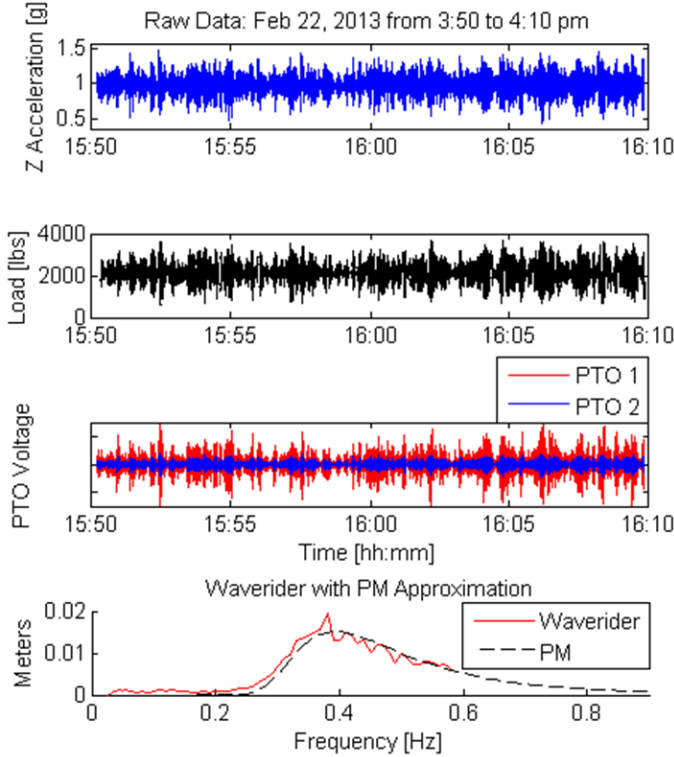 Raw Data: Feb 22, 2013 from 3:50 to 4:10 pm
Z Acceleration [g]
1.5
1
0.5
15:50 15:55 16:00 16:05 16:10
Load [lbs]
4000
2000
0
15:50 15:55 16:00 16:05 16:10
PTO 1
PTO 2
PTO Voltage
15:50 15:55 16:00 16:05 16:10
Time [hh:mm]
Waverider with PM Approximation
Meters
0.02
0.01
0
Waverider
PM
0 0.2 0.4 0.6 0.8
Frequency [Hz]